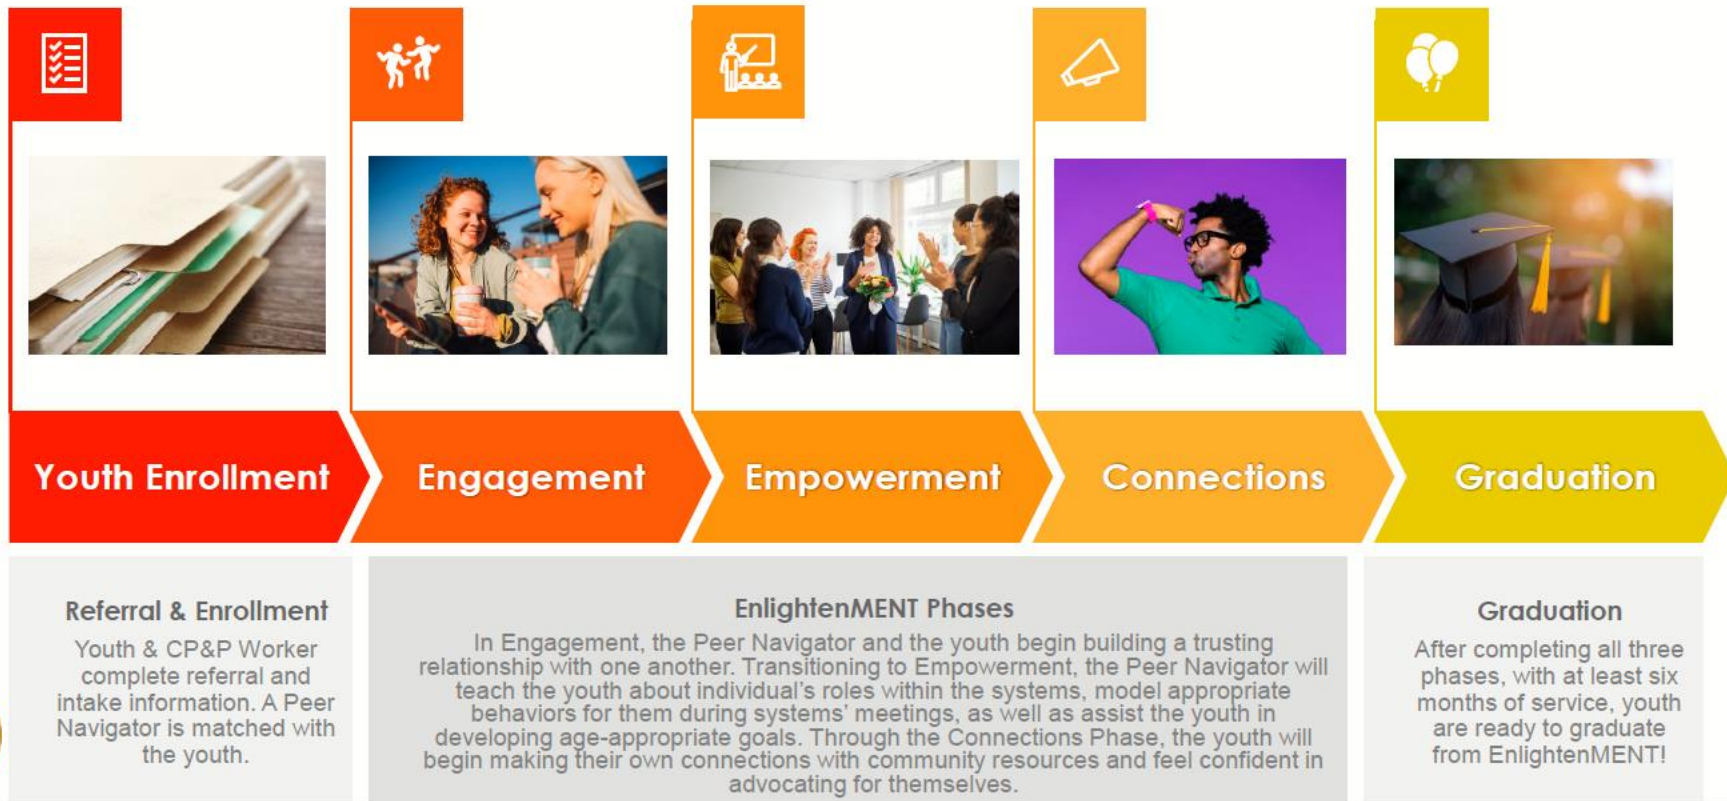 Youth Enrollment
Engagement
Empowerment
Connections
Graduation
Referral & Enrollment
Youth & CP&P Worker
complete referral and
intake information. A Peer
Navigator is matched with
the youth.
EnlightenMENT Phases
In Engagement, the Peer Navigator and the youth begin building a trusting
relationship with one another. Transitioning to Empowerment, the Peer Navigator will
teach the youth about individual's roles within the systems, model appropriate
behaviors for them during systems' meetings, as well as assist the youth in
developing age-appropriate goals. Through the Connections Phase, the youth will
begin making their own connections with community resources and feel confident in
advocating for themselves.
Graduation
After completing all three
phases, with at least six
months of service, youth
are ready to graduate
from EnlightenMENT!